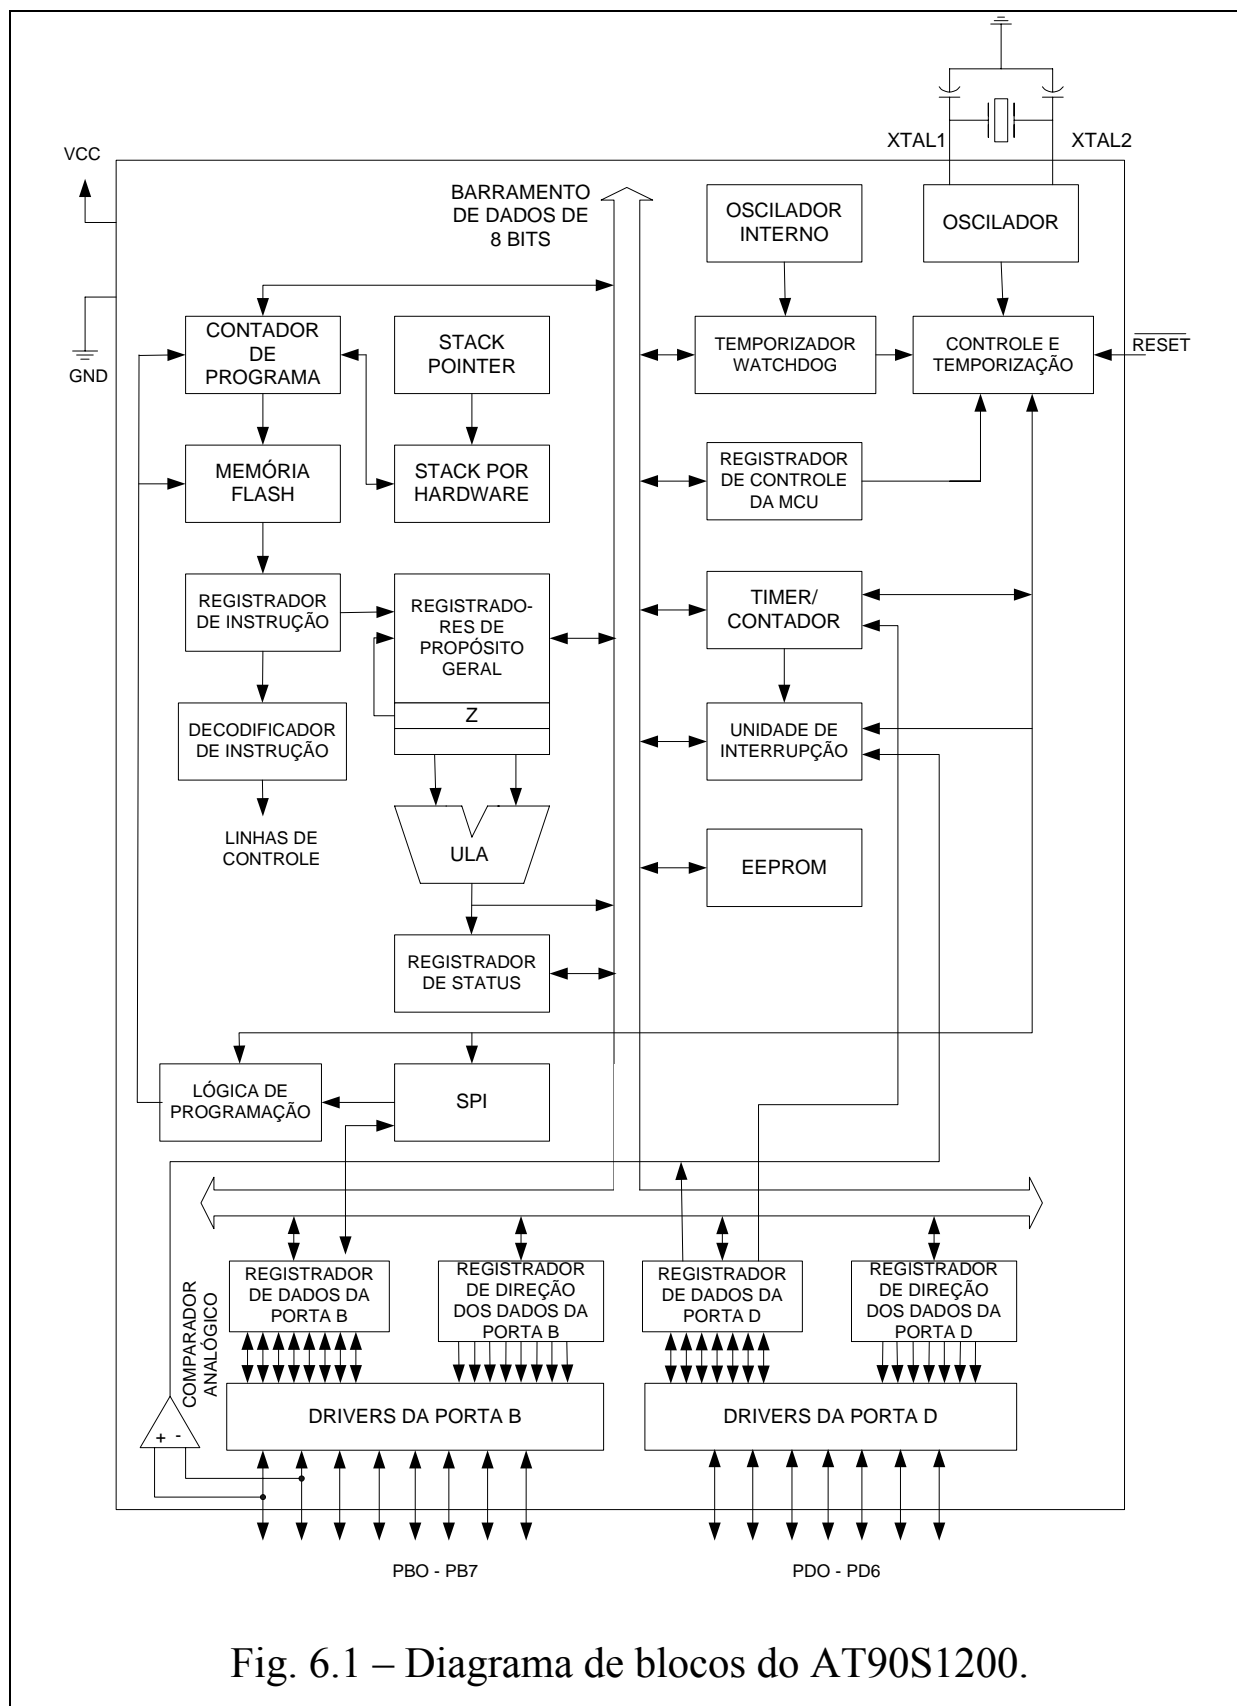 XTAL1
XTAL2
VCC
GND
BARRAMENTO
DE DADOS DE
8 BITS
OSCILADOR
INTERNO
OSCILADOR
CONTADOR
DE
PROGRAMA
STACK
POINTER
TEMPORIZADOR
WATCHDOG
CONTROLE E
TEMPORIZAÇÃO
RESET
MEMÓRIA
FLASH
STACK POR
HARDWARE
REGISTRADOR
DE CONTROLE
DA MCU
REGISTRADOR
DE INSTRUÇÃO
REGISTRADO-
RES DE
PROPÓSITO
GERAL
Z
TIMER/
CONTADOR
DECODIFICADOR
DE INSTRUÇÃO
UNIDADE DE
INTERRUPÇÃO
LINHAS DE
CONTROLE
ULA
EEPROM
REGISTRADOR
DE STATUS
LÓGICA DE
PROGRAMAÇÃO
SPI
COMPARADOR
ANALÓGICO
+ -
REGISTRADOR
DE DADOS DA
PORTA B
REGISTRADOR
DE DIREÇÃO
DOS DADOS DA
PORTA B
REGISTRADOR
DE DADOS DA
PORTA D
REGISTRADOR
DE DIREÇÃO
DOS DADOS DA
PORTA D
DRIVERS DA PORTA B
DRIVERS DA PORTA D
PBO - PB7
PDO - PD6
Fig. 6.1 – Diagrama de blocos do AT90S1200.